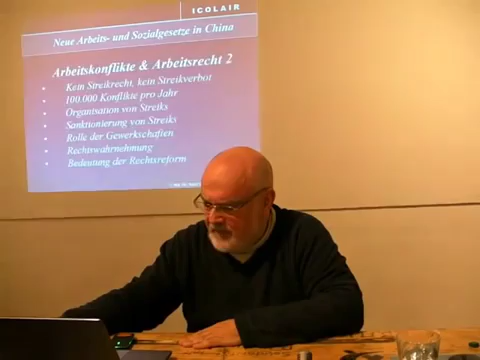 ICOLAIR
Neue Arbeits- und Sozialgesetze in China
Arbeitskonflikte & Arbeitsrecht 2
• Kein Streikrecht, kein Streikverbot
• 100.000 Konflikte pro Jahr
• Organisation von Streiks
• Sanktionierung von Streiks
• Rolle der Gewerkschaften
• Rechtswahrnehmung
• Bedeutung der Rechtsreform